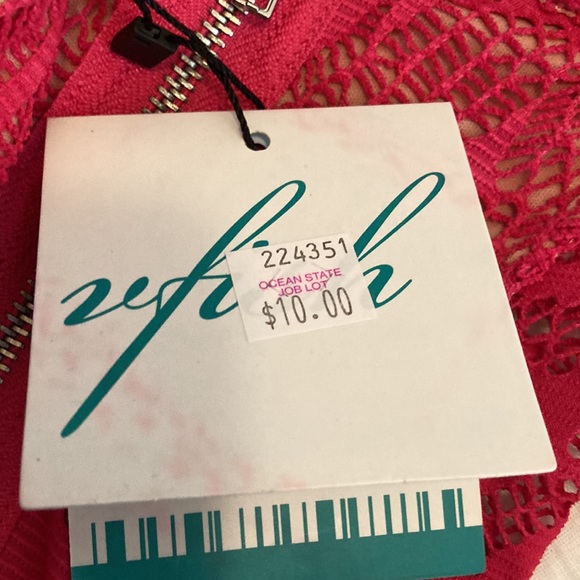 224351
OCEAN STATE
JOB LOT
$10.00